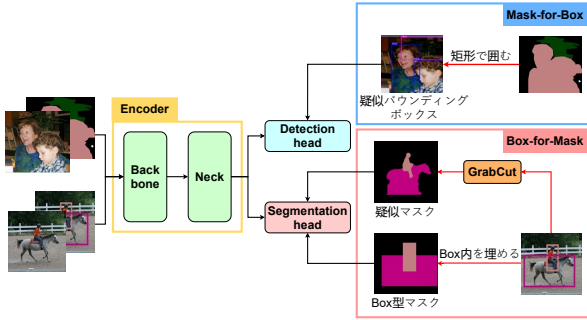 Mask-for-Box
矩形で囲む
疑似バウンディング
ボックス
Encoder
Back
bone
Neck
Detection
head
Segmentation
head
Box-for-Mask
GrabCut
疑似マスク
Box内を埋める
Box型マスク